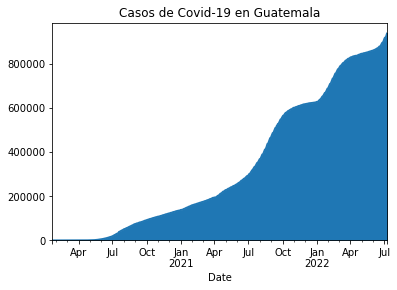 Casos de Covid-19 en Guatemala
800000
600000
400000
200000
0
Apr Jul Oct Jan Apr Jul Oct Jan Apr Jul
2021 2022
Date